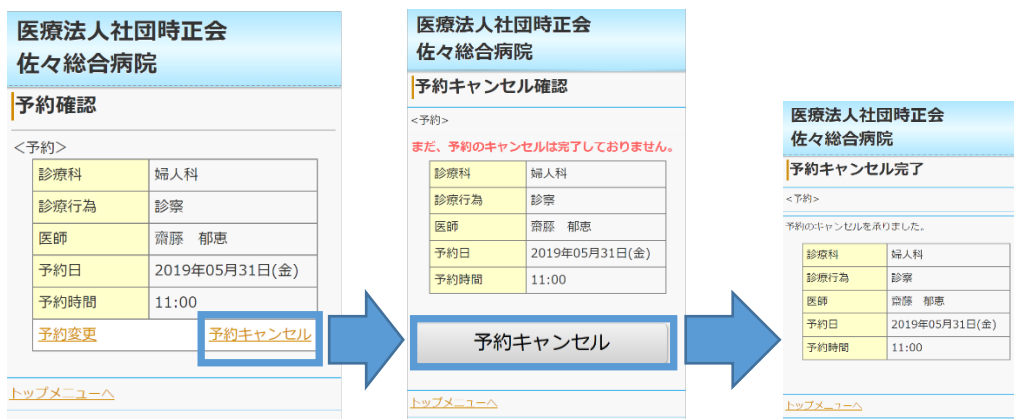 医療法人社団時正会
佐々総合病院
予約確認
<予約>
診療科 婦人科
診療行為 診察
医師 齋藤 郁恵
予約日 2019年05月31日(金)
予約時間 11:00
予約変更 予約キャンセル
トップメニューへ
医療法人社団時正会
佐々総合病院
予約キャンセル確認
<予約>
まだ、予約のキャンセルは完了しておりません。
診療科 婦人科
診療行為 診察
医師 齋藤 郁恵
予約日 2019年05月31日(金)
予約時間 11:00
予約キャンセル
トップメニューへ
医療法人社団時正会
佐々総合病院
予約キャンセル完了
<予約>
予約のキャンセルを承りました。
診療科 婦人科
診療行為 診察
医師 齋藤 郁恵
予約日 2019年05月31日(金)
予約時間 11:00
トップメニューへ